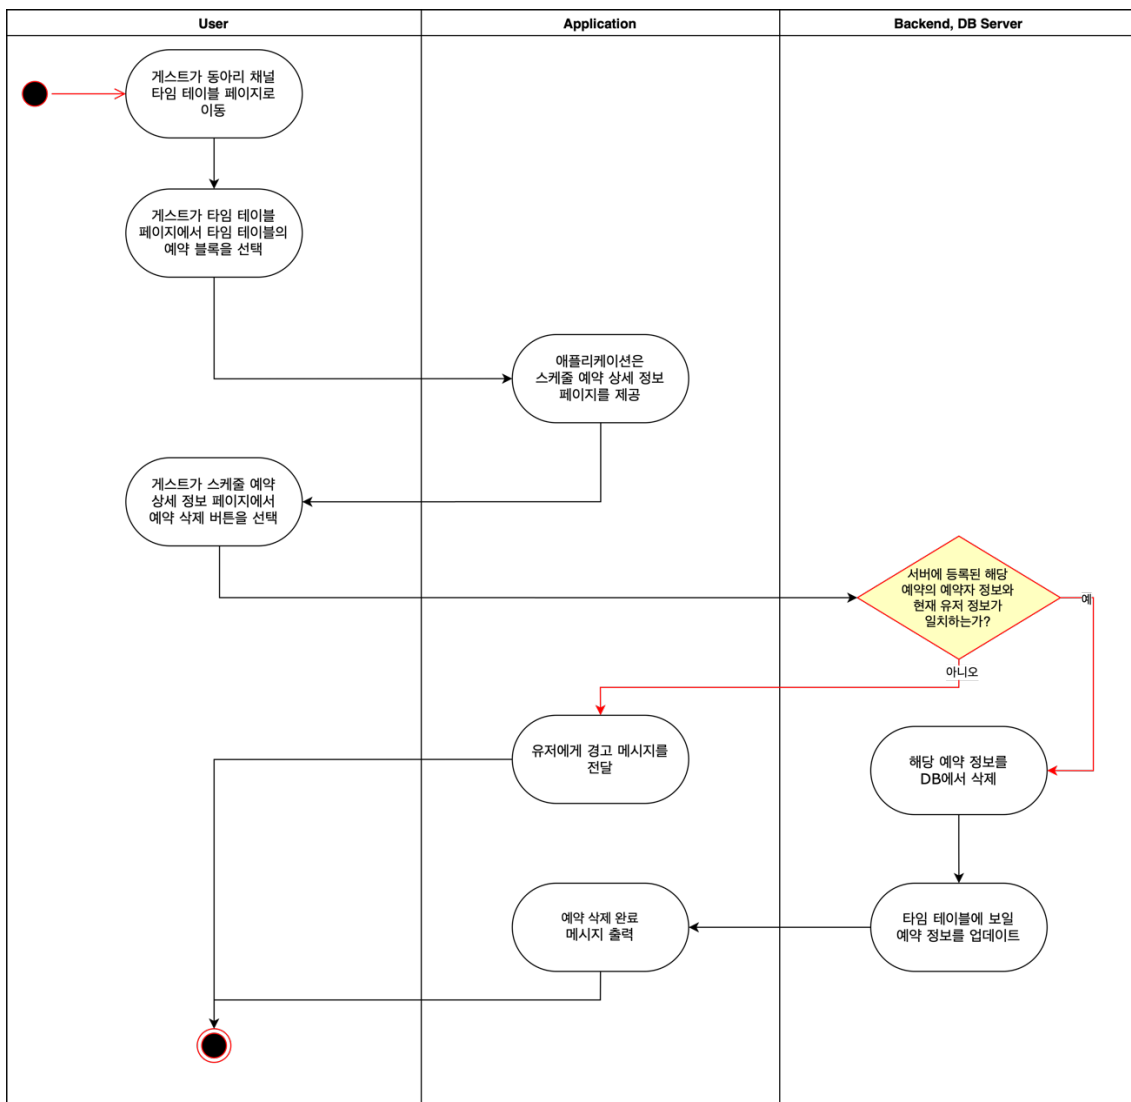 User
Application
Backend, DB Server
게스트가 동아리 채널
타임 테이블 페이지로
이동
게스트가 타임 테이블
페이지에서 타임 테이블의
예약 블록을 선택
애플리케이션은
스케줄 예약 상세 정보
페이지를 제공
게스트가 스케줄 예약
상세 정보 페이지에서
예약 삭제 버튼을 선택
서버에 등록된 해당
예약의 예약자 정보와
현재 유저 정보가
일치하는가?
예
아니오
유저에게 경고 메시지를
전달
해당 예약 정보를
DB에서 삭제
타임 테이블에 보일
예약 정보를 업데이트
예약 삭제 완료
메시지 출력